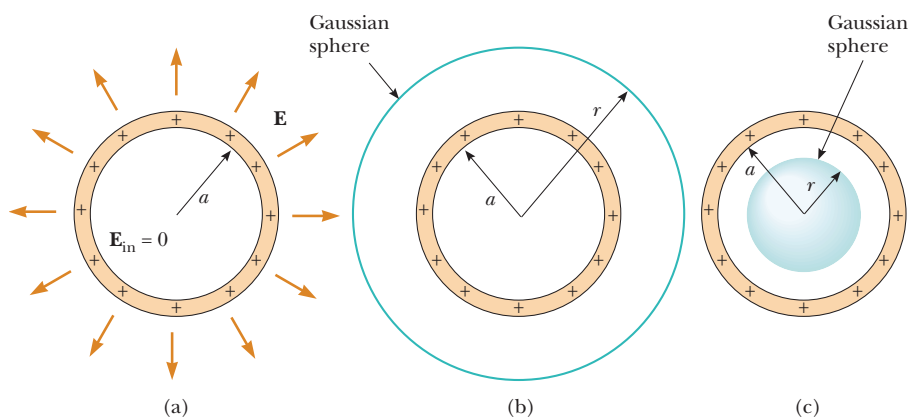 Gaussian
sphere
Gaussian
sphere
E
a
E_in = 0
a
r
a
r
+ + + + + + + + + + + +
+ + + + + + + + + + + +
+ + + + + + + + + + + +
(a)
(b)
(c)